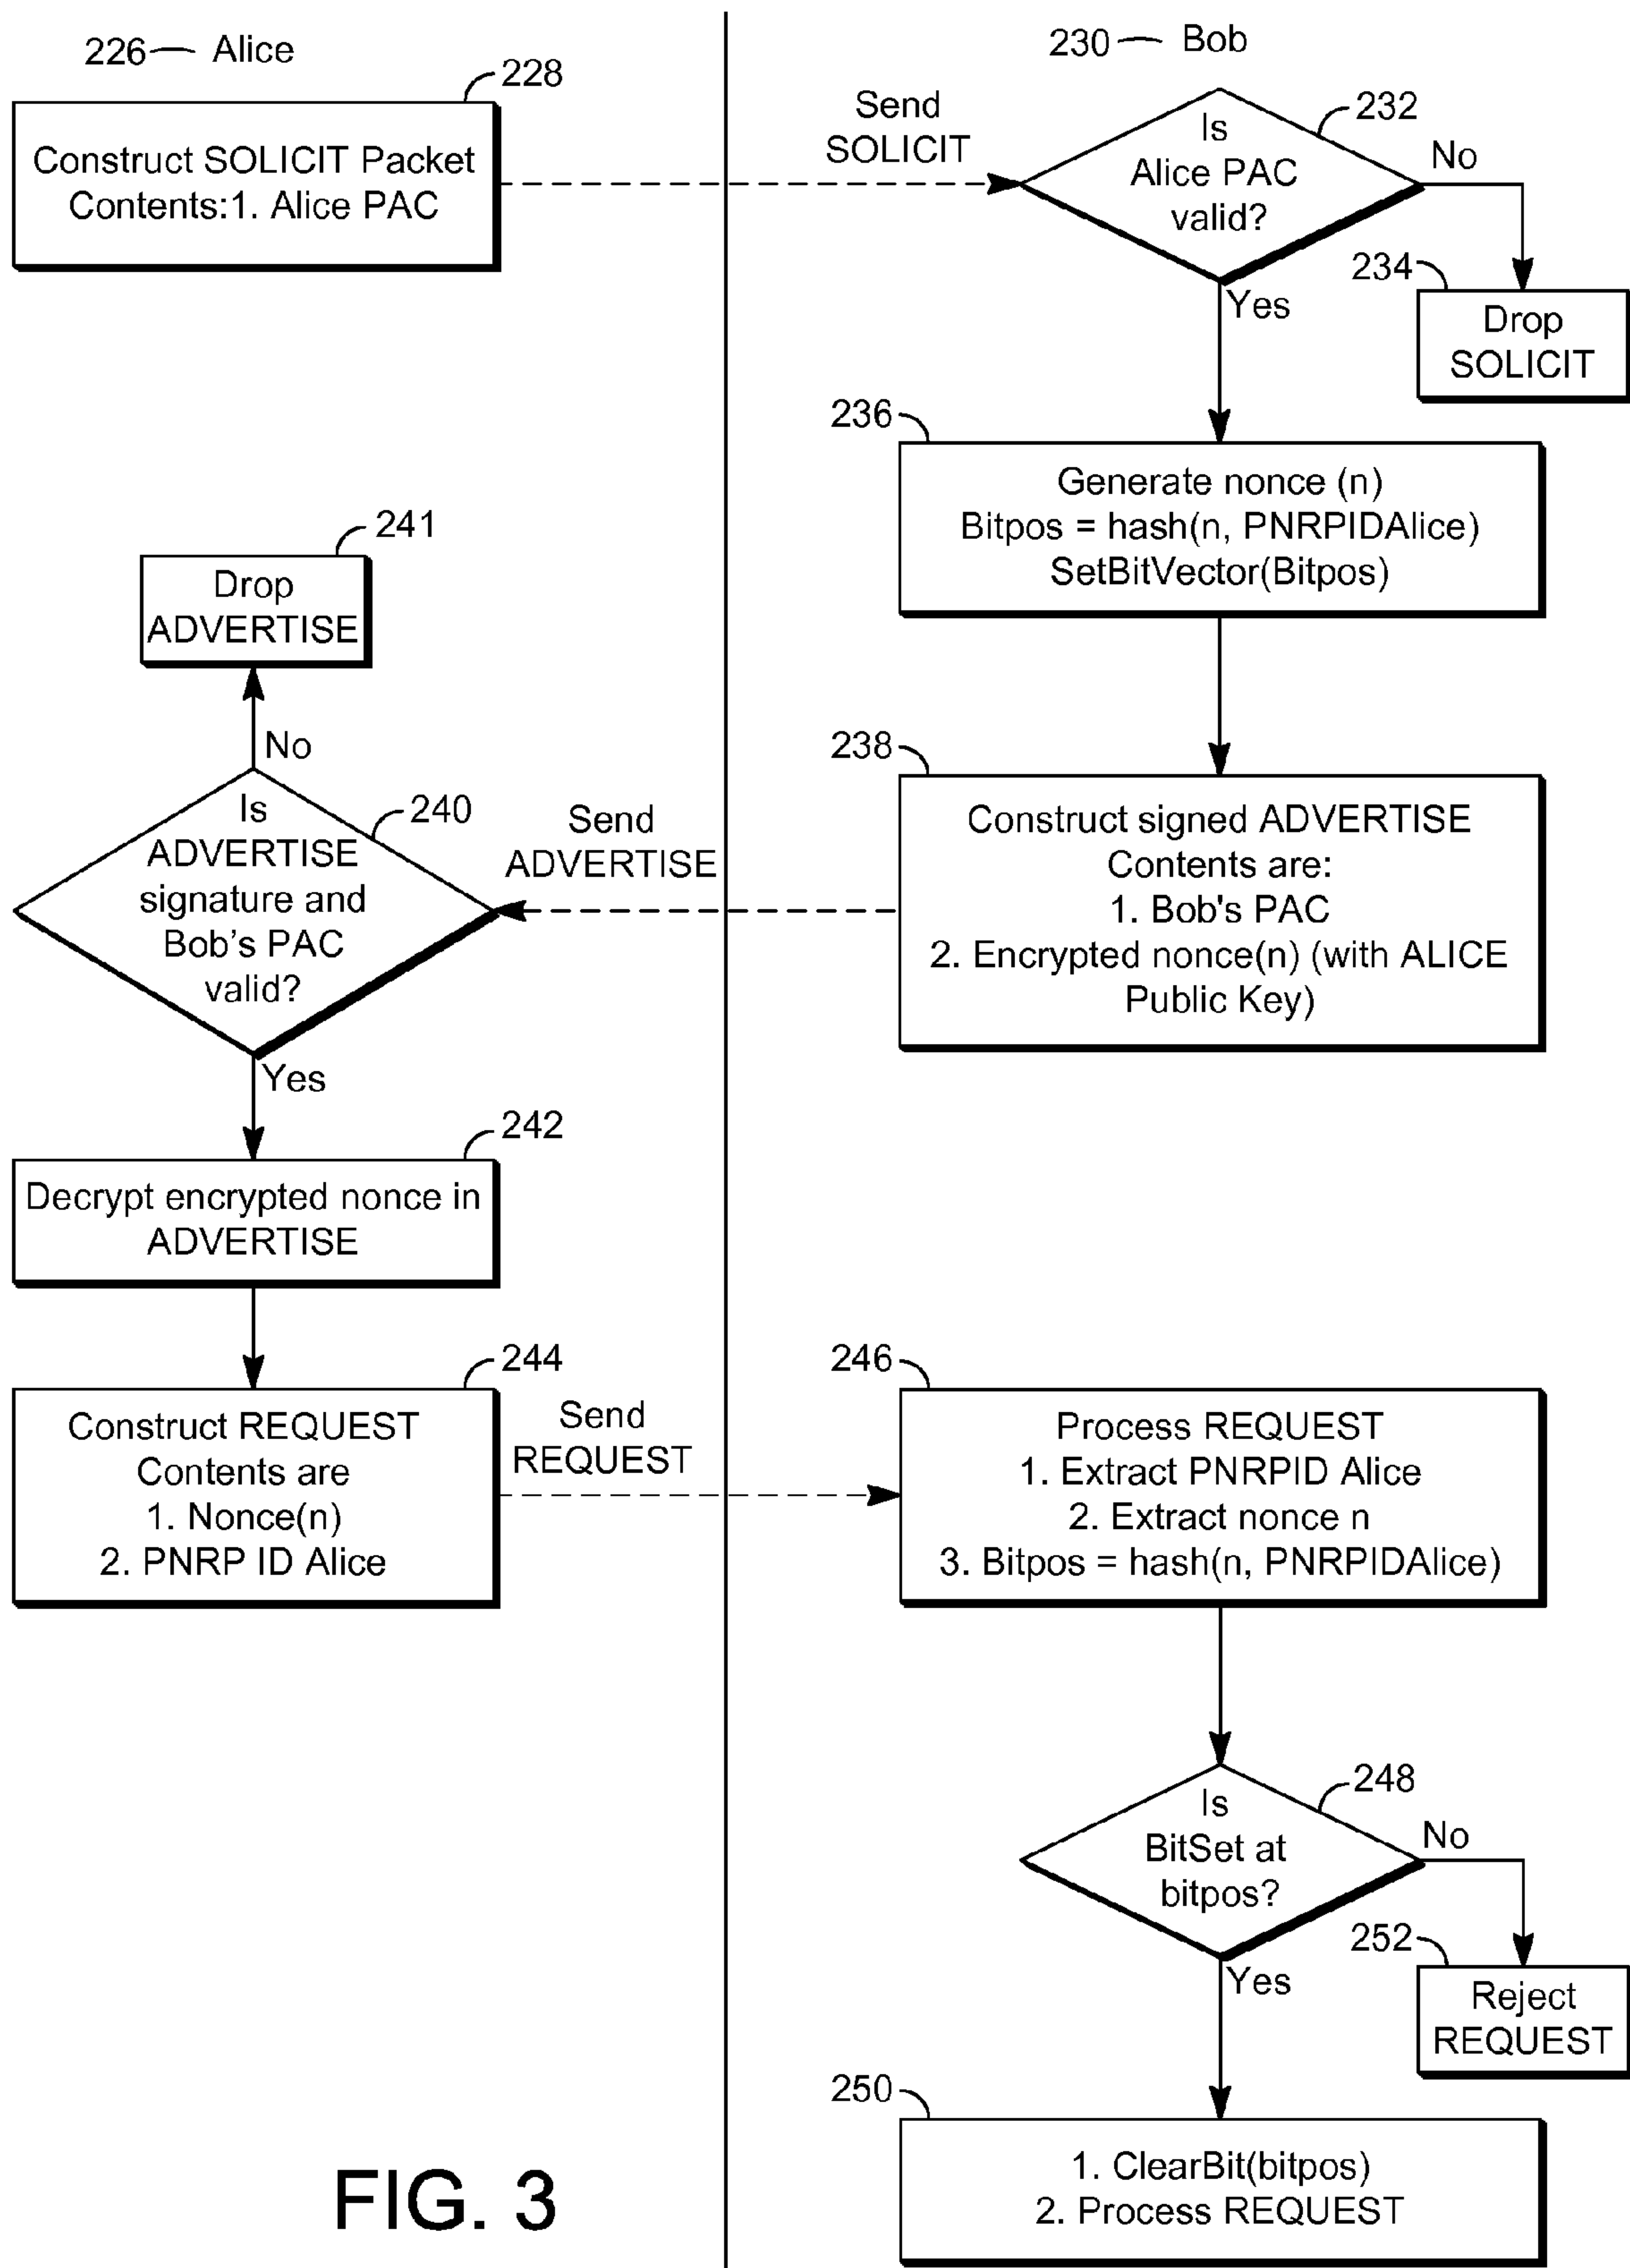 226 Alice
228
Construct SOLICIT Packet
Contents:1. Alice PAC
Send
SOLICIT
230 Bob
232
Is
Alice PAC
valid?
No
Yes
234
Drop
SOLICIT
236
Generate nonce (n)
Bitpos = hash(n, PNRPIDAlice)
SetBitVector(Bitpos)
238
Construct signed ADVERTISE
Contents are:
1. Bob's PAC
2. Encrypted nonce(n) (with ALICE
Public Key)
Send
ADVERTISE
241
Drop
ADVERTISE
No
240
Is
ADVERTISE
signature and
Bob's PAC
valid?
Yes
242
Decrypt encrypted nonce in
ADVERTISE
244
Construct REQUEST
Contents are
1. Nonce(n)
2. PNRP ID Alice
Send
REQUEST
246
Process REQUEST
1. Extract PNRPID Alice
2. Extract nonce n
3. Bitpos = hash(n, PNRPIDAlice)
248
Is
BitSet at
bitpos?
No
Yes
252
Reject
REQUEST
250
1. ClearBit(bitpos)
2. Process REQUEST
FIG. 3